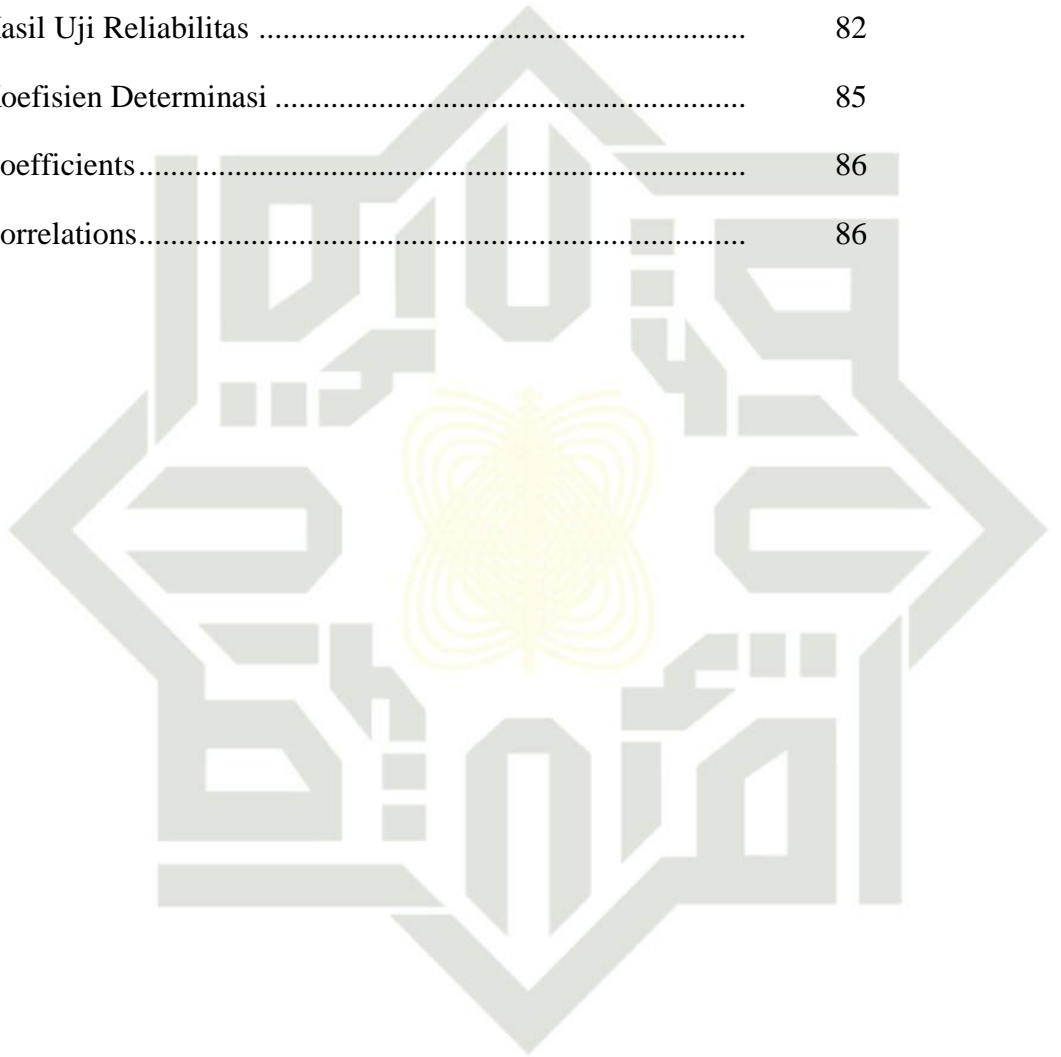 asil Uji Reliabilitas ............................................................. 82
oefisien Determinasi ........................................................... 85
oefficients ............................................................................ 86
orrelations ............................................................................ 86